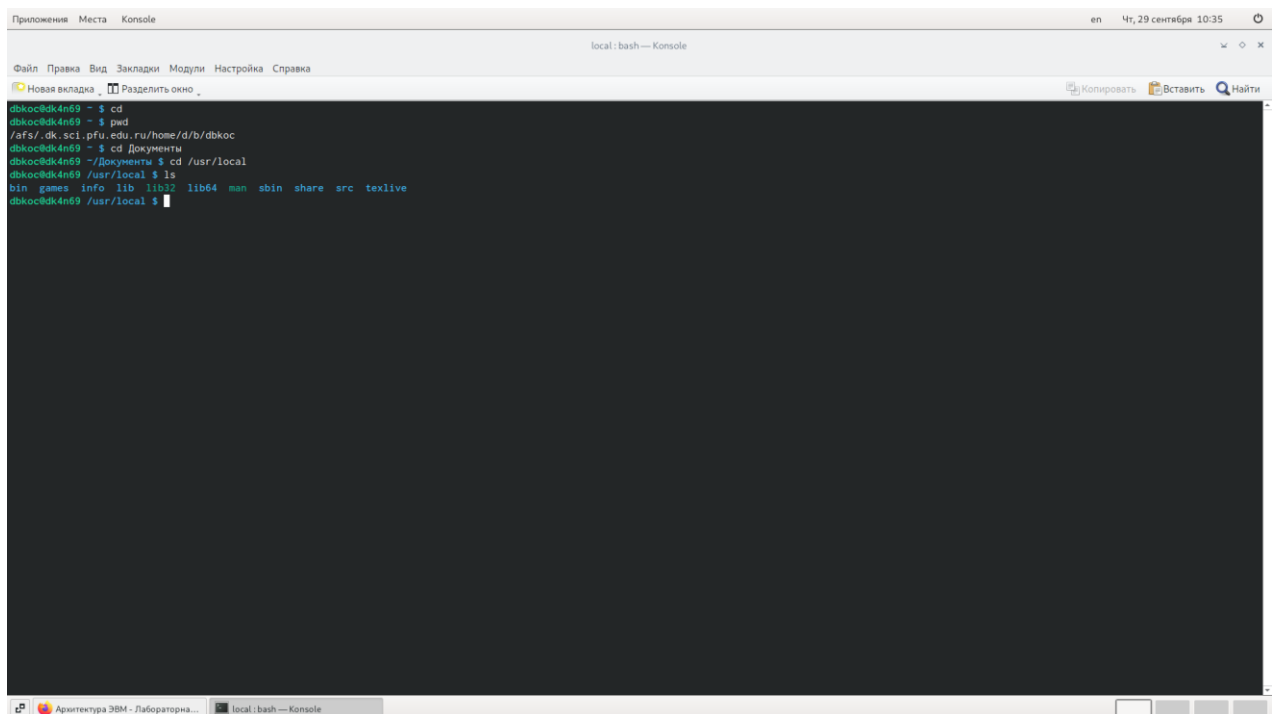 Приложения Места Konsole en Чт, 29 сентября 10:35
local : bash — Konsole
Файл Правка Вид Закладки Модули Настройка Справка
Новая вкладка Разделить окно Копировать Вставить Найти
dbkoc@dk4n69 ~ $ cd
dbkoc@dk4n69 ~ $ pwd
/afs/.dk.sci.pfu.edu.ru/home/d/b/dbkoc
dbkoc@dk4n69 ~ $ cd Документы
dbkoc@dk4n69 ~/Документы $ cd /usr/local
dbkoc@dk4n69 /usr/local $ ls
bin games info lib lib32 lib64 man sbin share src texlive
dbkoc@dk4n69 /usr/local $
Архитектура ЭВМ - Лабораторна... local : bash — Konsole